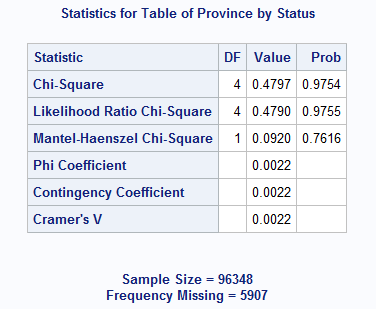 Statistics for Table of Province by Status
Statistic DF Value Prob
Chi-Square 4 0.4797 0.9754
Likelihood Ratio Chi-Square 4 0.4790 0.9755
Mantel-Haenszel Chi-Square 1 0.0920 0.7616
Phi Coefficient 0.0022
Contingency Coefficient 0.0022
Cramer's V 0.0022
Sample Size = 96348
Frequency Missing = 5907